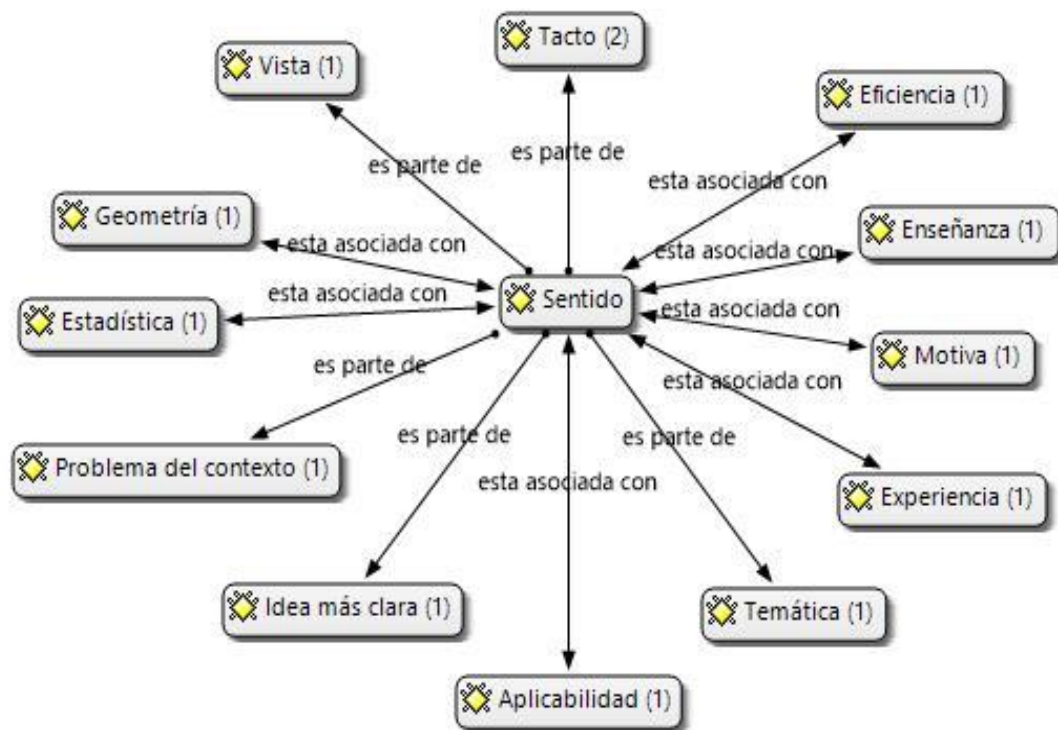 Tacto (2)
Vista (1)
Eficiencia (1)
es parte de
es parte de
esta asociada con
Geometría (1)
Enseñanza (1)
esta asociada con
esta asociada con
Estadística (1)
esta asociada con
Sentido
esta asociada con
Motiva (1)
es parte de
esta asociada con
es parte de
es parte de
Problema del contexto (1)
esta asociada con
Experiencia (1)
Idea más clara (1)
Temática (1)
Aplicabilidad (1)